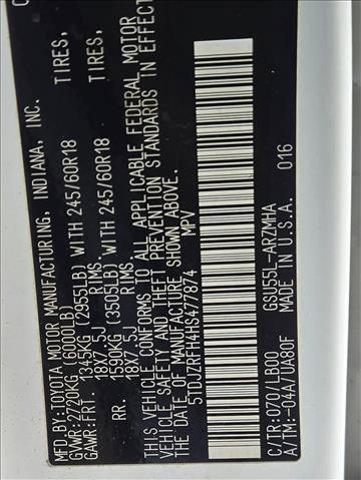 MFD.BY:TOYOTA MOTOR MANUFACTURING, INDIANA, INC.
GVWR:2720KG(6000LB)
GAWR:FRT. 1345KG(2955LB) WITH 245/60R18 TIRES,
18X7.5J RIMS
RR. 1590KG(3505LB) WITH 245/60R18 TIRES,
18X7.5J RIMS
THIS VEHICLE CONFORMS TO ALL APPLICABLE FEDERAL MOTOR
VEHICLE SAFETY AND THEFT PREVENTION STANDARDS IN EFFECT
THIS DATE OF MANUFACTURE SHOWN ABOVE.
5TDJZRFH4HS477874 MPV
C/TR:070/LB00 GSU55L-ARZMHA
A/TM:-04A/UA80F MADE IN U.S.A. 016